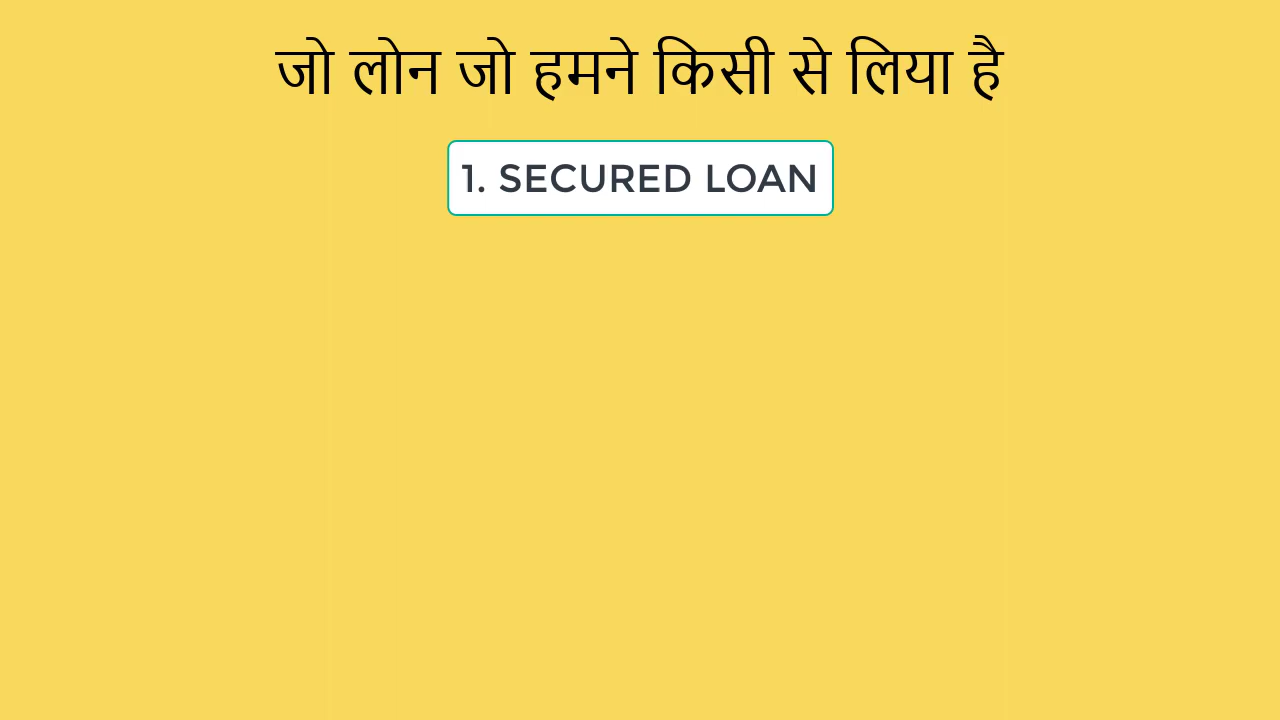 जो लोन जो हमने किसी से लिया है
1. SECURED LOAN